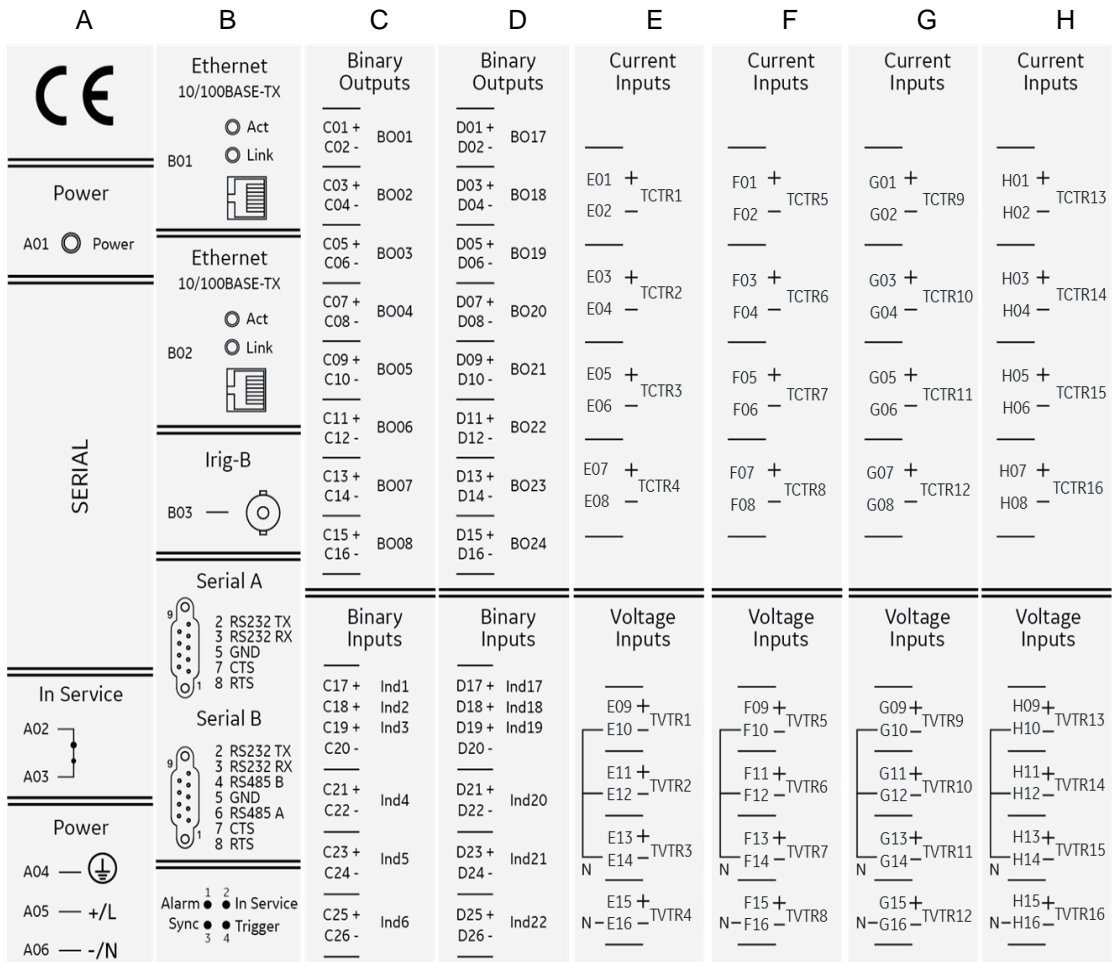 A B C D E F G H
CE
Power
A01 Power
SERIAL
In Service
A02
A03
Power
A04
A05 +/L
A06 -/N
Ethernet
10/100BASE-TX
Act
B01 Link
Ethernet
10/100BASE-TX
Act
B02 Link
Irig-B
B03
Serial A
9
2 RS232 TX
3 RS232 RX
5 GND
7 CTS
8 RTS
1
Serial B
9
2 RS232 TX
3 RS232 RX
4 RS485 B
5 GND
6 RS485 A
7 CTS
8 RTS
1
1 2
Alarm In Service
Sync Trigger
3 4
Binary
Outputs
C01 +
C02 - BO01
C03 +
C04 - BO02
C05 +
C06 - BO03
C07 +
C08 - BO04
C09 +
C10 - BO05
C11 +
C12 - BO06
C13 +
C14 - BO07
C15 +
C16 - BO08
Binary
Inputs
C17 + Ind1
C18 + Ind2
C19 + Ind3
C20 -
C21 +
C22 - Ind4
C23 +
C24 - Ind5
C25 +
C26 - Ind6
Binary
Outputs
D01 +
D02 - BO17
D03 +
D04 - BO18
D05 +
D06 - BO19
D07 +
D08 - BO20
D09 +
D10 - BO21
D11 +
D12 - BO22
D13 +
D14 - BO23
D15 +
D16 - BO24
Binary
Inputs
D17 + Ind17
D18 + Ind18
D19 + Ind19
D20 -
D21 +
D22 - Ind20
D23 +
D24 - Ind21
D25 +
D26 - Ind22
Current
Inputs
E01 +
TCTR1
E02 −
E03 +
TCTR2
E04 −
E05 +
TCTR3
E06 −
E07 +
TCTR4
E08 −
Voltage
Inputs
E09 +
TVTR1
E10 −
E11 +
TVTR2
E12 −
E13 +
TVTR3
E14 −
N
E15 +
TVTR4
N E16 −
Current
Inputs
F01 +
TCTR5
F02 −
F03 +
TCTR6
F04 −
F05 +
TCTR7
F06 −
F07 +
TCTR8
F08 −
Voltage
Inputs
F09 +
TVTR5
F10 −
F11 +
TVTR6
F12 −
F13 +
TVTR7
F14 −
N
F15 +
TVTR8
N F16 −
Current
Inputs
G01 +
TCTR9
G02 −
G03 +
TCTR10
G04 −
G05 +
TCTR11
G06 −
G07 +
TCTR12
G08 −
Voltage
Inputs
G09 +
TVTR9
G10 −
G11 +
TVTR10
G12 −
G13 +
TVTR11
G14 −
N
G15 +
TVTR12
N G16 −
Current
Inputs
H01 +
TCTR13
H02 −
H03 +
TCTR14
H04 −
H05 +
TCTR15
H06 −
H07 +
TCTR16
H08 −
Voltage
Inputs
H09 +
TVTR13
H10 −
H11 +
TVTR14
H12 −
H13 +
TVTR15
H14 −
N
H15 +
TVTR16
N H16 −